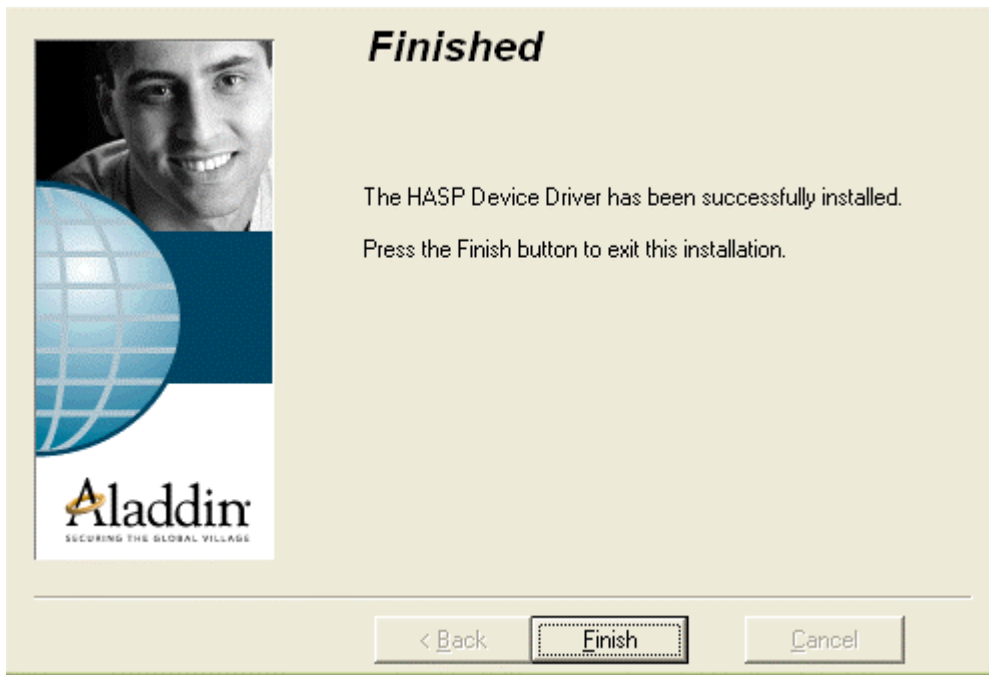 Finished
The HASP Device Driver has been successfully installed.
Press the Finish button to exit this installation.
Aladdin
SECURING THE GLOBAL VILLAGE
< Back
Finish
Cancel